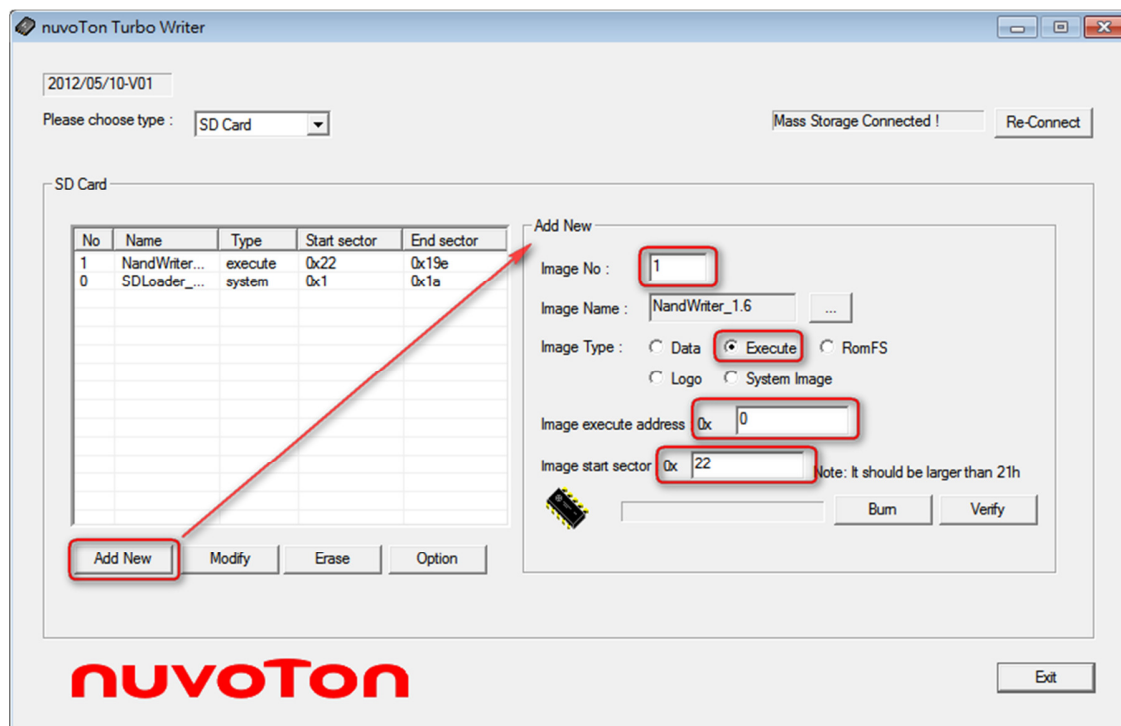 nuvoTon Turbo Writer
2012/05/10-V01
Please choose type : SD Card
Mass Storage Connected ! Re-Connect
SD Card
No Name Type Start sector End sector
1 NandWriter... execute 0x22 0x19e
0 SDLoader_... system 0x1 0x1a
Add New Modify Erase Option
Add New
Image No : 1
Image Name : NandWriter_1.6 ...
Image Type : Data Execute RomFS
Logo System Image
Image execute address 0x 0
Image start sector 0x 22 Note: It should be larger than 21h
Burn Verify
nuvoTon
Exit